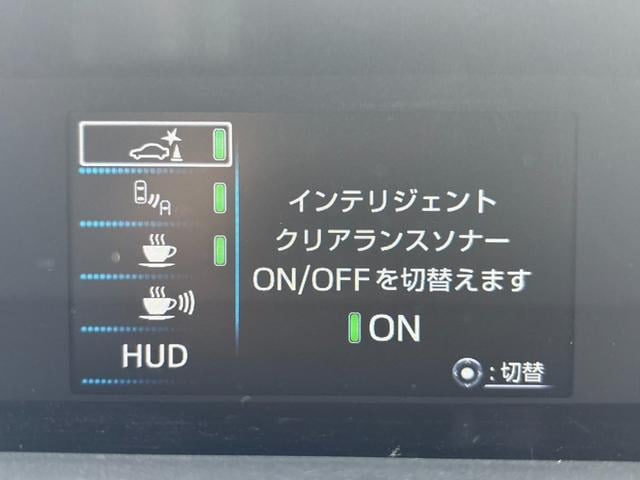 インテリジェント
クリアランスソナー
ON/OFFを切替えます
ON
HUD
:切替